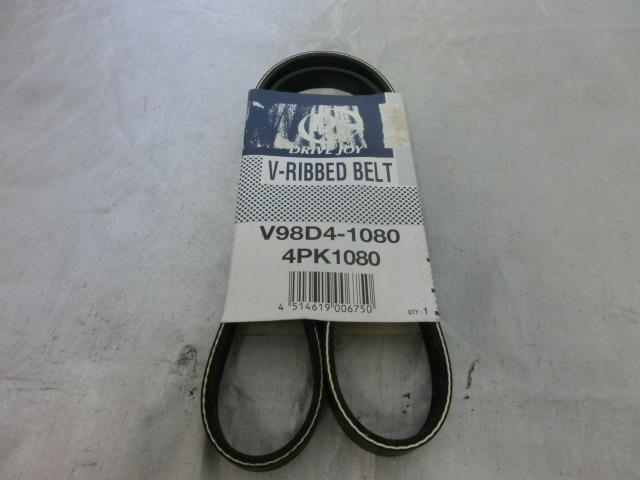 DRIVE JOY
V-RIBBED BELT
V98D4-1080
4PK1080
4 514619 006750
QTY : 1